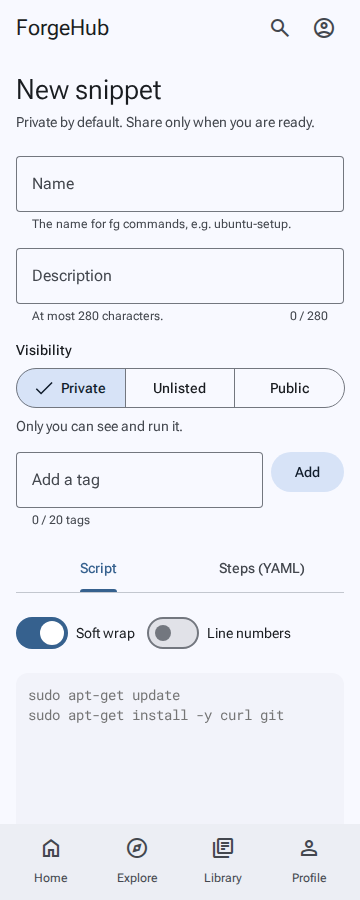 ForgeHub
New snippet
Private by default. Share only when you are ready.
Name
The name for fg commands, e.g. ubuntu-setup.
Description
At most 280 characters. 0 / 280
Visibility
Private Unlisted Public
Only you can see and run it.
Add a tag Add
0 / 20 tags
Script Steps (YAML)
Soft wrap Line numbers
sudo apt-get update
sudo apt-get install -y curl git
Home Explore Library Profile